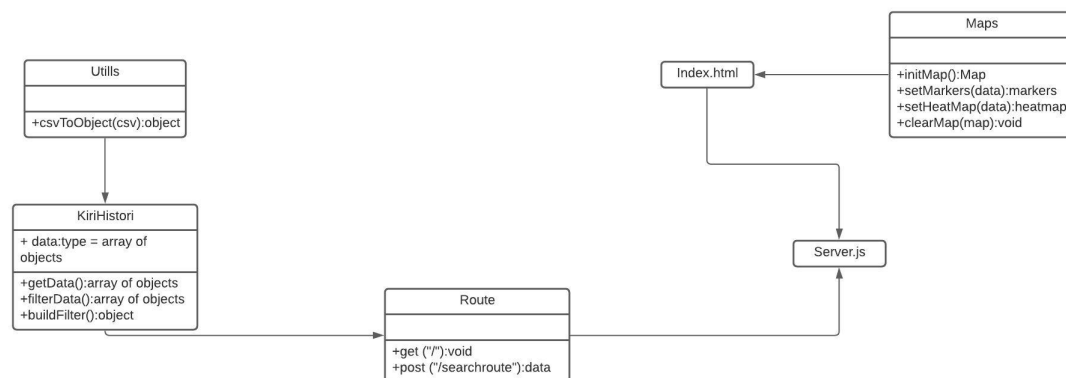 Utills
+csvToObject(csv):object
KiriHistori
+ data:type = array of
objects
+getData():array of objects
+filterData():array of objects
+buildFilter():object
Route
+get ("/"):void
+post ("/searchroute"):data
Index.html
Server.js
Maps
+initMap():Map
+setMarkers(data):markers
+setHeatMap(data):heatmap
+clearMap(map):void